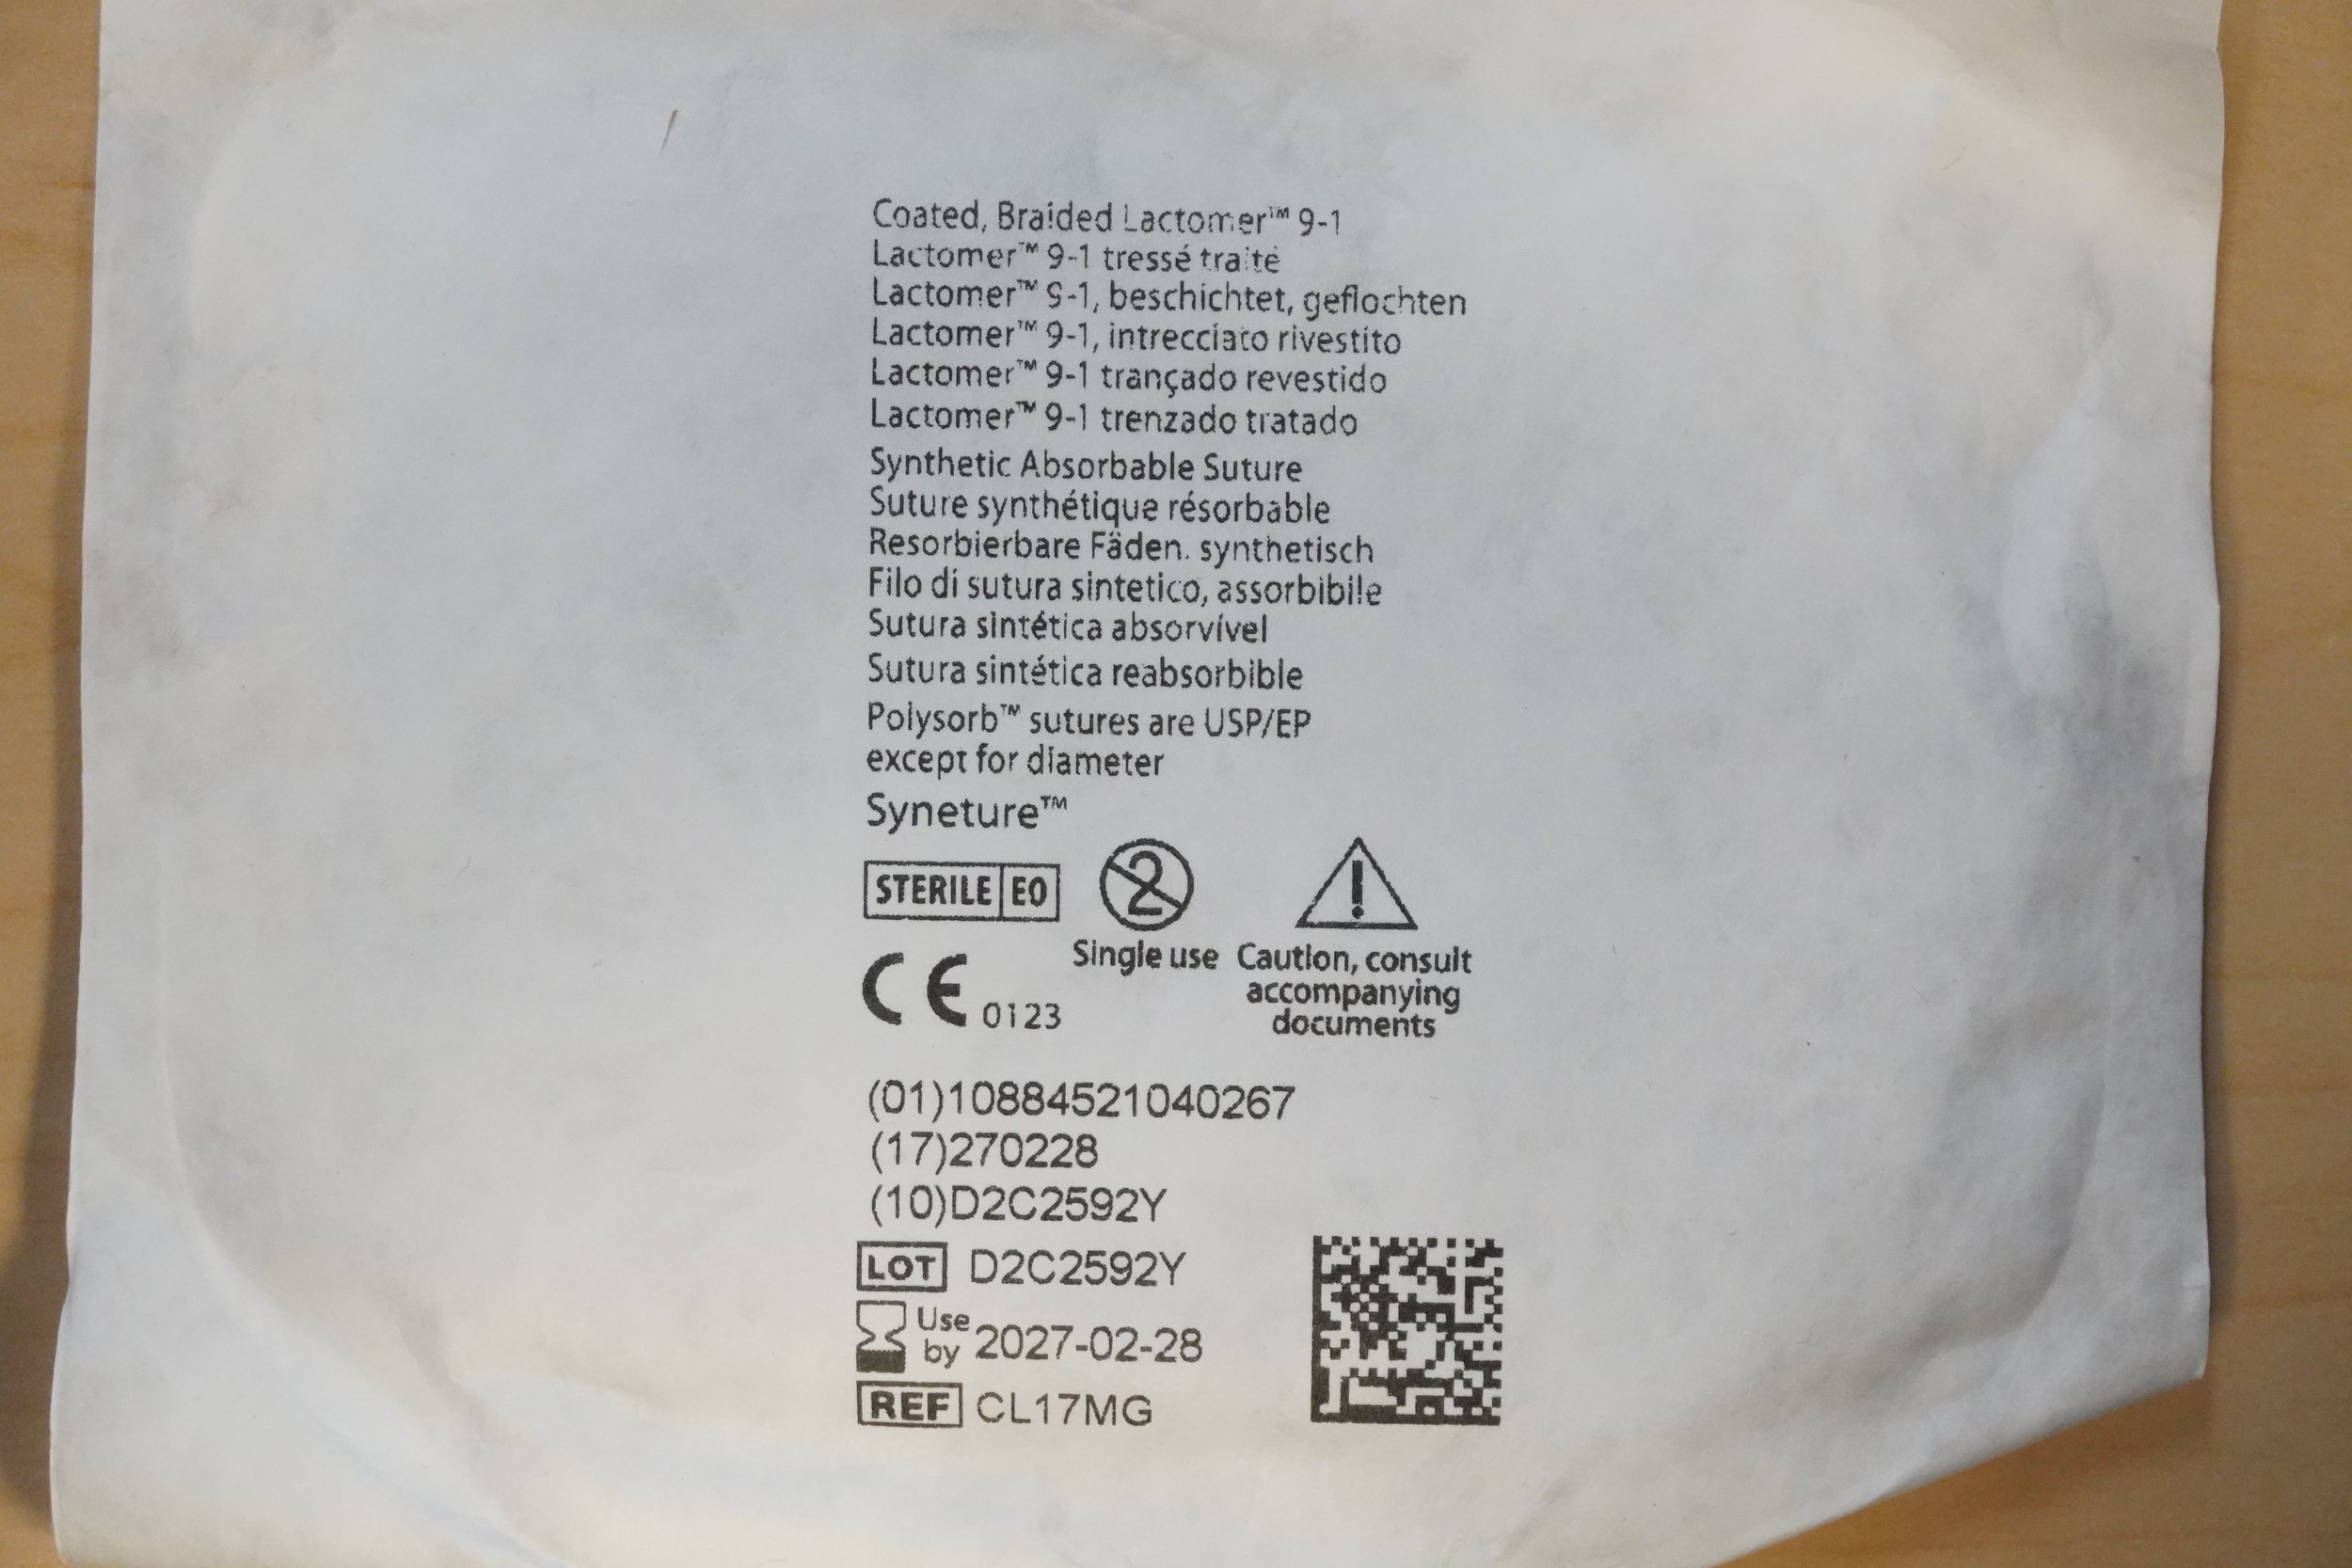 Coated, Braided Lactomer™ 9-1
Lactomer™ 9-1 tressé traité
Lactomer™ 9-1, beschichtet, geflochten
Lactomer™ 9-1, intrecciato rivestito
Lactomer™ 9-1 trançado revestido
Lactomer™ 9-1 trenzado tratado
Synthetic Absorbable Suture
Suture synthétique résorbable
Resorbierbare Fäden. synthetisch
Filo di sutura sintetico, assorbibile
Sutura sintética absorvível
Sutura sintética reabsorbible
Polysorb™ sutures are USP/EP
except for diameter
Syneture™
STERILE EO
2
Single use
Caution, consult
accompanying
documents
CE 0123
(01)10884521040267
(17)270228
(10)D2C2592Y
LOT D2C2592Y
Use by 2027-02-28
REF CL17MG